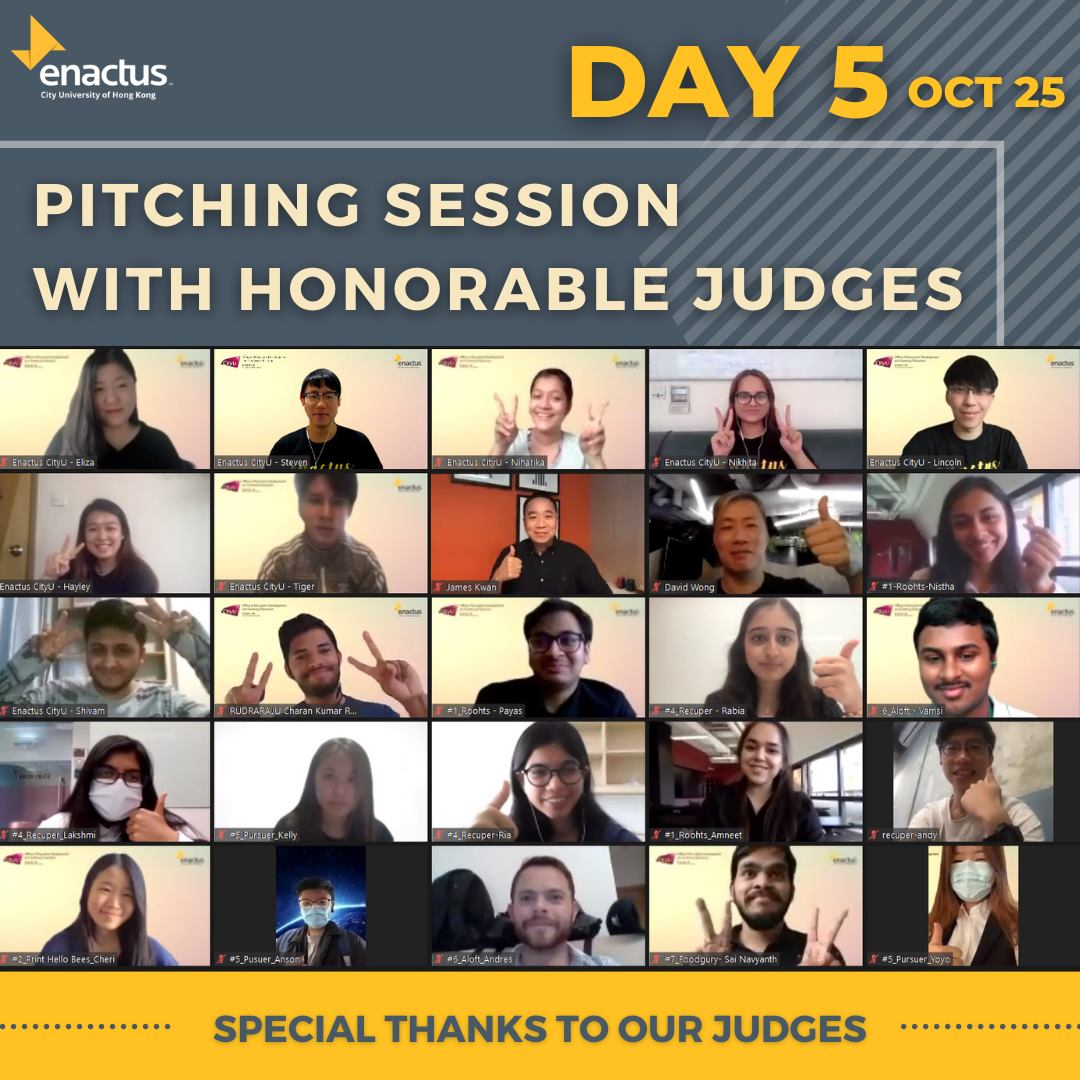 enactus
City University of Hong Kong
DAY 5 OCT 25
PITCHING SESSION
WITH HONORABLE JUDGES
Enactus CityU - Eliza
Enactus CityU - Steven
Enactus CityU - Niharika
Enactus CityU - Nikhita
Enactus CityU - Lincoln
Enactus CityU - Hayley
Enactus CityU - Tiger
James Kwan
David Wong
#1-Roohts-Nistha
Enactus CityU - Shivam
RUDRARAJU Charan Kumar R...
#1_Roohts - Payas
#4_Recuper - Rabia
6_Aloft - Vamsi
#4_Recuper_Lakshmi
#5_Pursuer_Kelly
#4_Recuper-Ria
#1_Roohts_Amneet
recuper-andy
#2_Print Hello Bees_Cheri
#5_Pusuer_Anson
#6_Aloft_Andres
#7_Foodgury- Sai Navyanth
#5_Pursuer_Yoyo
SPECIAL THANKS TO OUR JUDGES